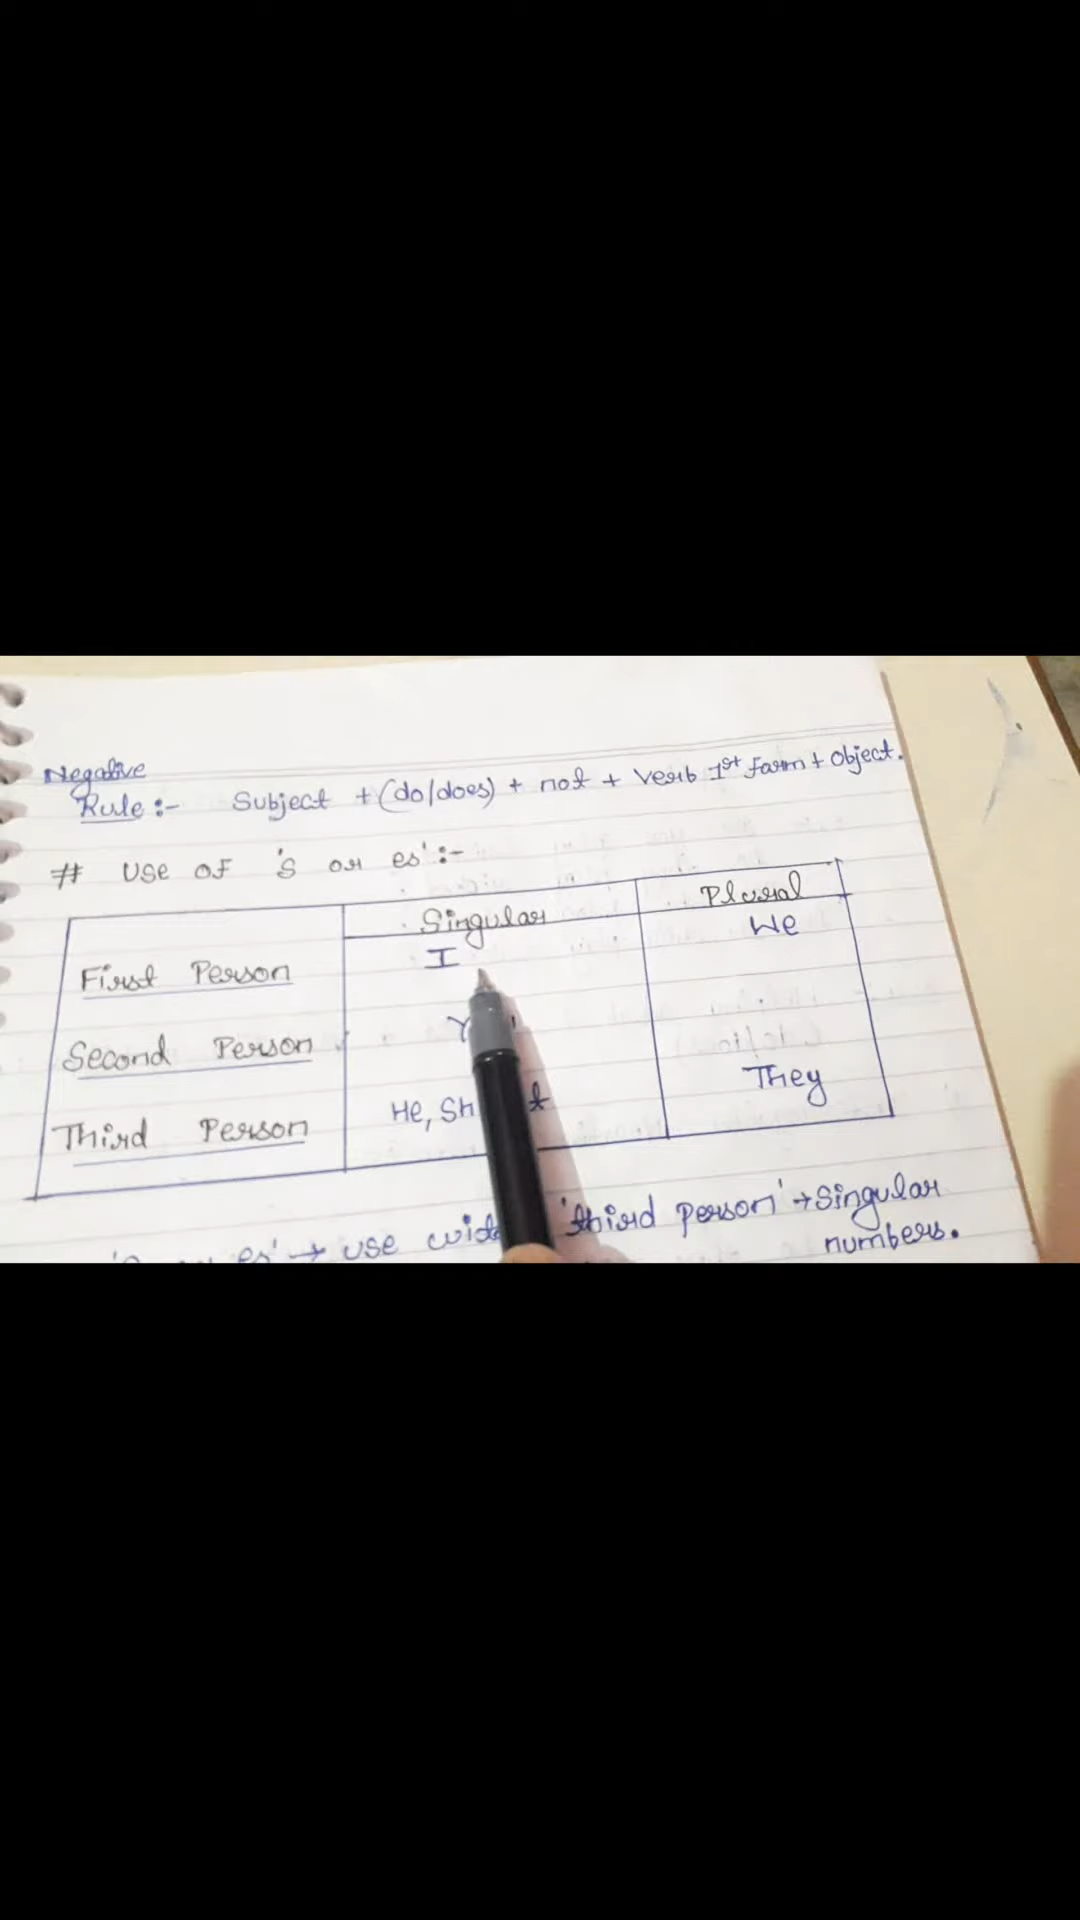 Negative
Rule :- Subject + (do/does) + not + Verb 1st form + Object.
# Use of 's or es' :-
Singular Plural
First Person I We
Second Person
Third Person He, They
es' → use 'third person' → Singular
numbers.